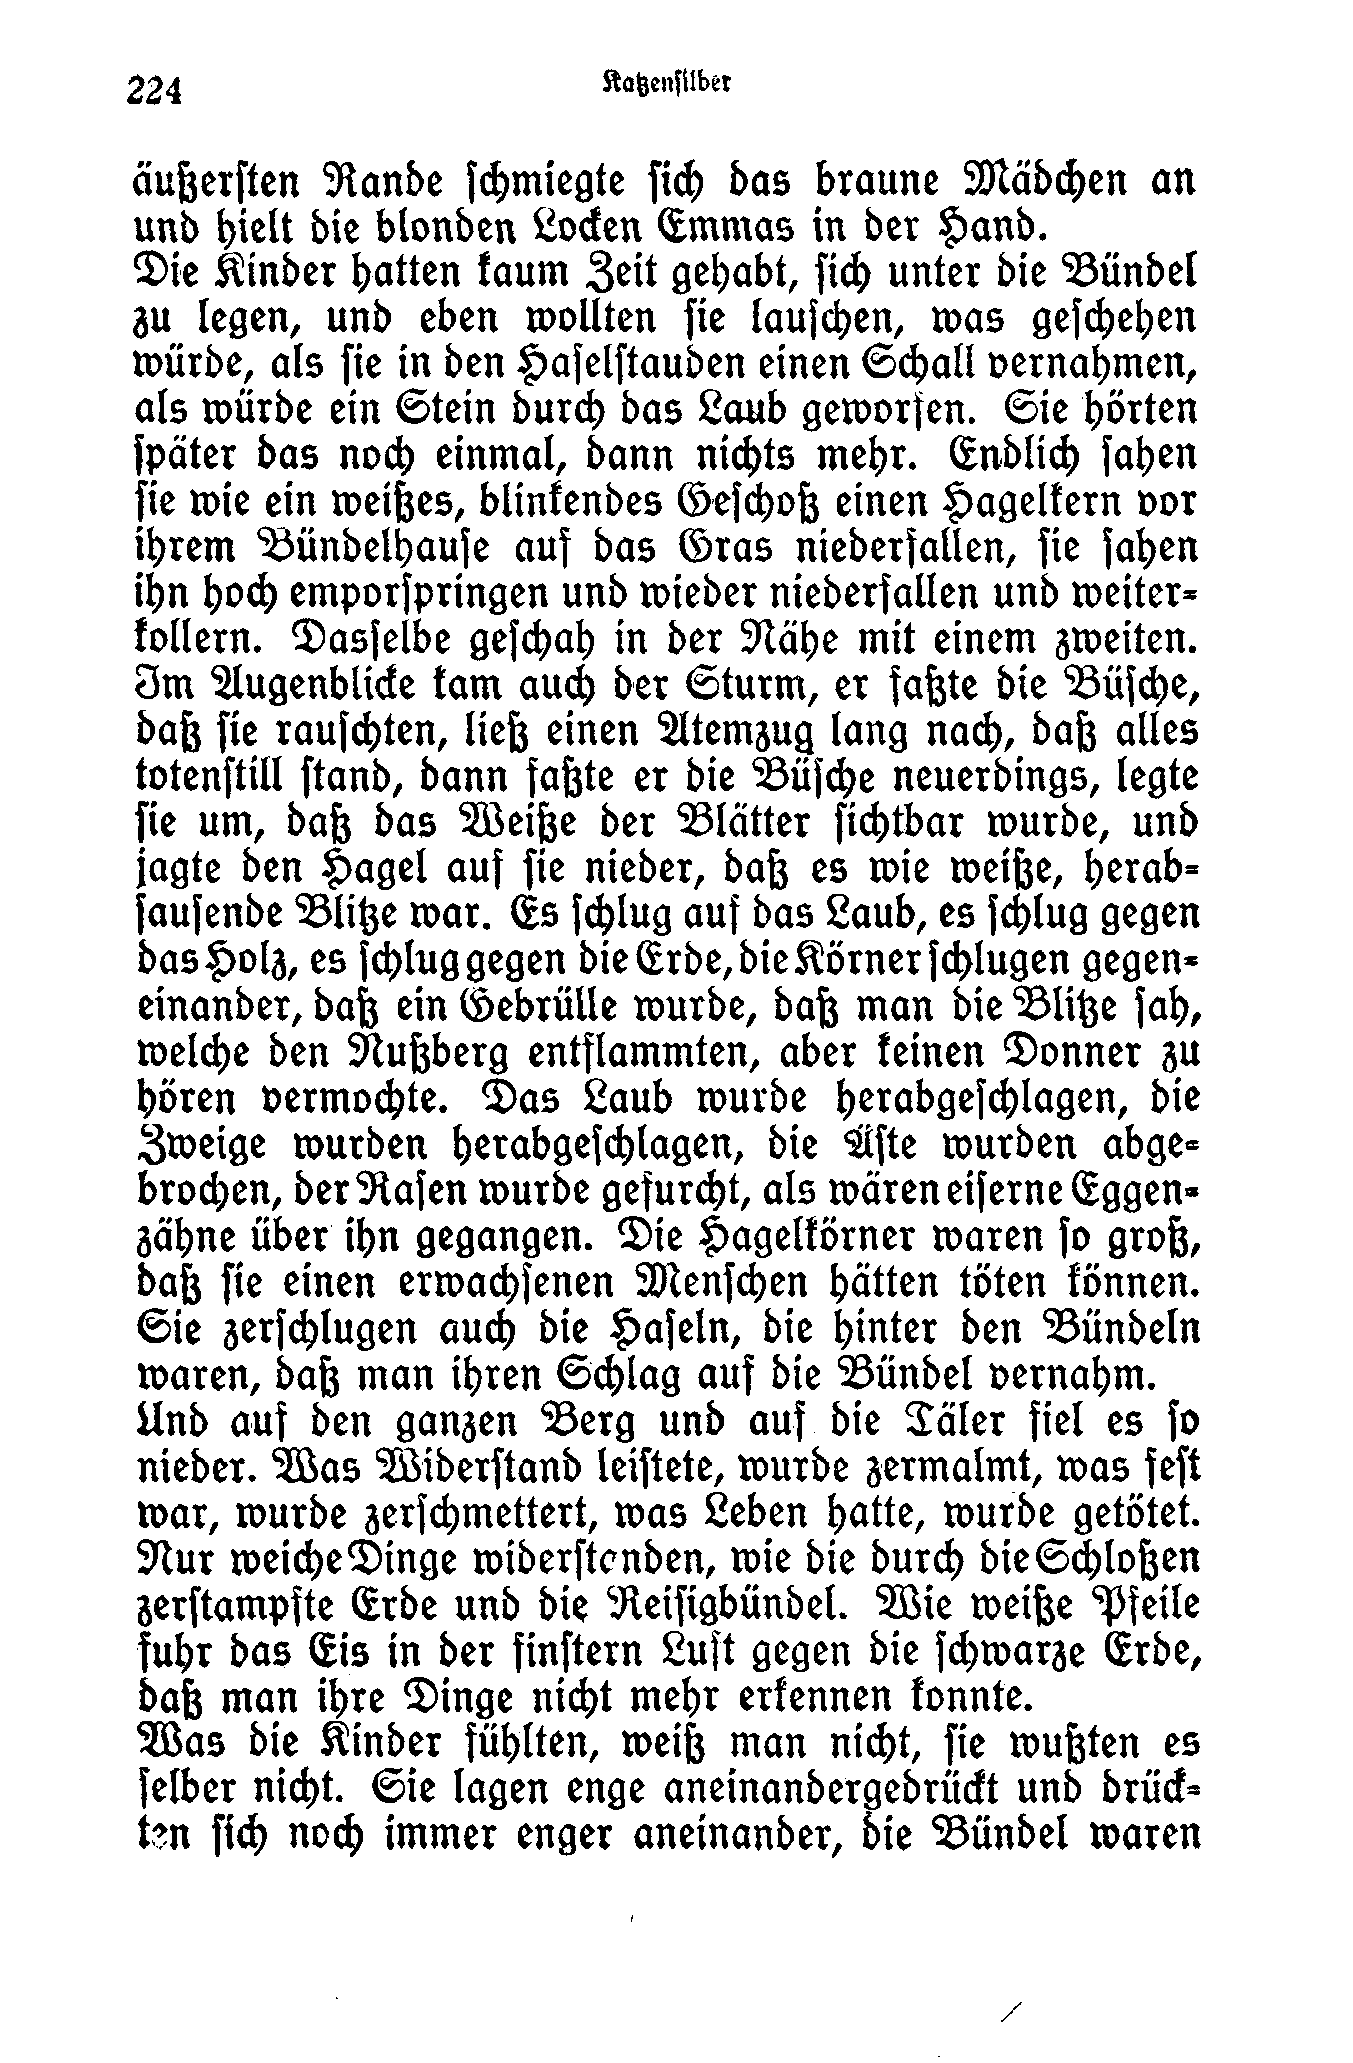 224
Katzensilber
äußersten Rande schmiegte sich das braune Mädchen an
und hielt die blonden Locken Emmas in der Hand.
Die Kinder hatten kaum Zeit gehabt, sich unter die Bündel
zu legen, und eben wollten sie lauschen, was geschehen
würde, als sie in den Haselstauden einen Schall vernahmen,
als würde ein Stein durch das Laub geworfen. Sie hörten
später das noch einmal, dann nichts mehr. Endlich sahen
sie wie ein weißes, blinkendes Geschoß einen Hagelkern vor
ihrem Bündelhause auf das Gras niederfallen, sie sahen
ihn hoch emporspringen und wieder niederfallen und weiter-
kollern. Dasselbe geschah in der Nähe mit einem zweiten.
Im Augenblicke kam auch der Sturm, er faßte die Büsche,
daß sie rauschten, ließ einen Atemzug lang nach, daß alles
totenstill stand, dann faßte er die Büsche neuerdings, legte
sie um, daß das Weiße der Blätter sichtbar wurde, und
jagte den Hagel auf sie nieder, daß es wie weiße, herab-
sausende Blitze war. Es schlug auf das Laub, es schlug gegen
das Holz, es schlug gegen die Erde, die Körner schlugen gegen-
einander, daß ein Gebrülle wurde, daß man die Blitze sah,
welche den Nußberg entflammten, aber keinen Donner zu
hören vermochte. Das Laub wurde herabgeschlagen, die
Zweige wurden herabgeschlagen, die Äste wurden abge-
brochen, der Rasen wurde gefurcht, als wären eiserne Eggen-
zähne über ihn gegangen. Die Hagelkörner waren so groß,
daß sie einen erwachsenen Menschen hätten töten können.
Sie zerschlugen auch die Haseln, die hinter den Bündeln
waren, daß man ihren Schlag auf die Bündel vernahm.
Und auf den ganzen Berg und auf die Täler fiel es so
nieder. Was Widerstand leistete, wurde zermalmt, was fest
war, wurde zerschmettert, was Leben hatte, wurde getötet.
Nur weiche Dinge widerstanden, wie die durch die Schloßen
zerstampfte Erde und die Reisigbündel. Wie weiße Pfeile
fuhr das Eis in der finstern Luft gegen die schwarze Erde,
daß man ihre Dinge nicht mehr erkennen konnte.
Was die Kinder fühlten, weiß man nicht, sie wußten es
selber nicht. Sie lagen enge aneinandergedrückt und drück-
ten sich noch immer enger aneinander, die Bündel waren